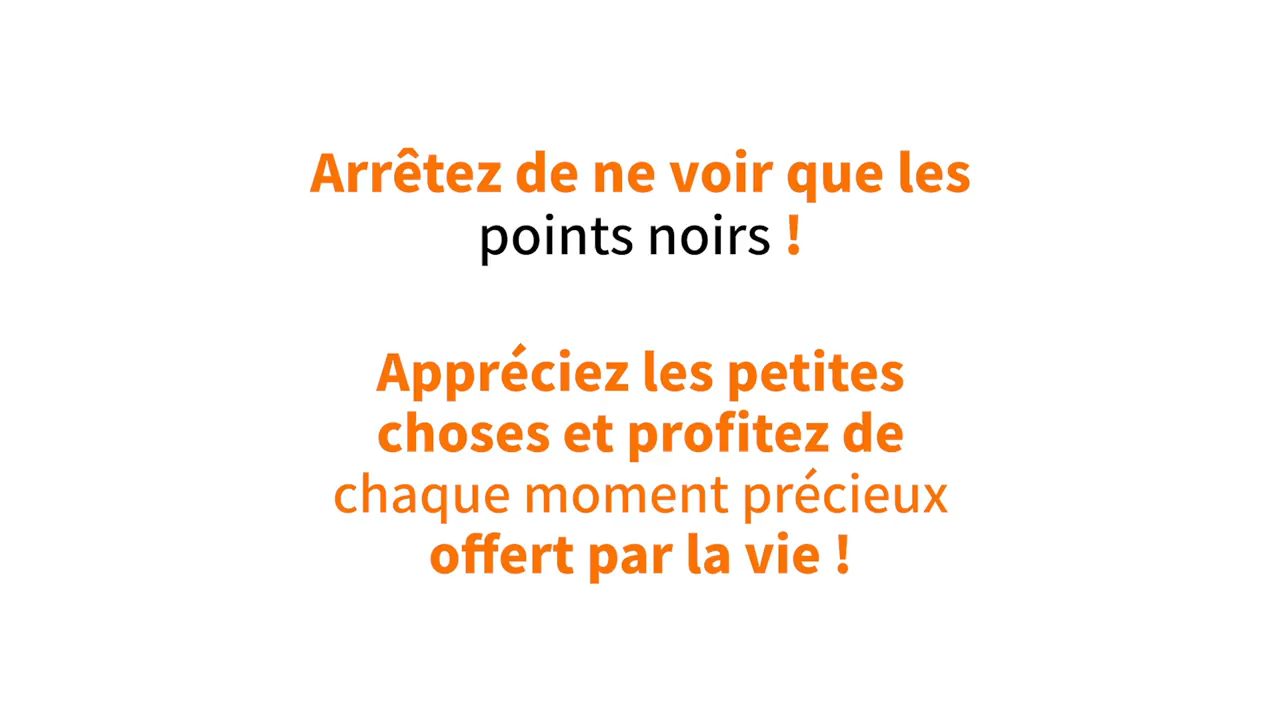 Arrêtez de ne voir que les
points noirs !
Appréciez les petites
choses et profitez de
chaque moment précieux
offert par la vie !